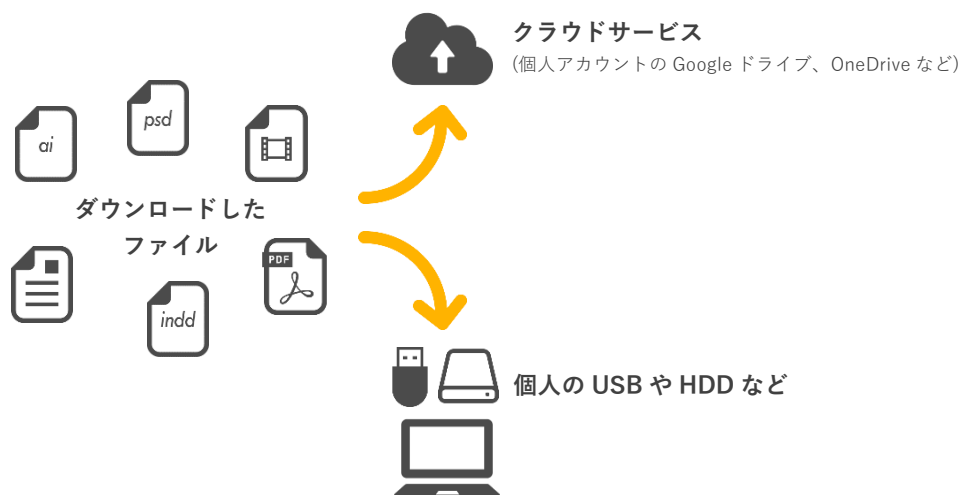 クラウドサービス
(個人アカウントの Google ドライブ、OneDrive など)
psd
ai
ダウンロードした
ファイル
PDF
indd
個人の USB や HDD など